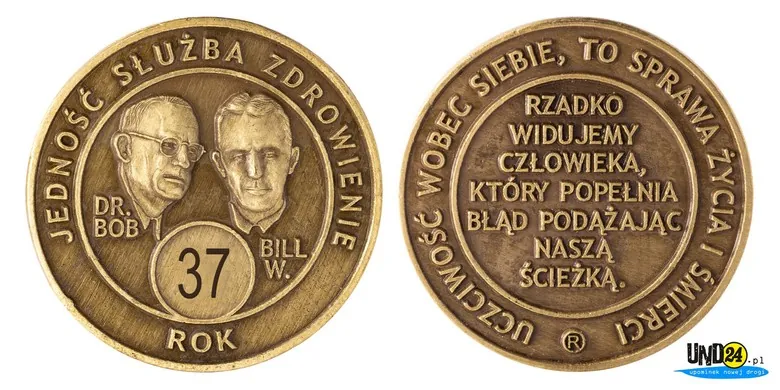 JEDNOŚĆ SŁUŻBA ZDROWIENIE
DR.
BOB
BILL
W.
37
ROK
UCZCIWOŚĆ WOBEC SIEBIE, TO SPRAWA ŻYCIA I ŚMIERCI
RZADKO
WIDUJEMY
CZŁOWIEKA,
KTÓRY POPEŁNIA
BŁĄD PODĄŻAJĄC
NASZĄ
ŚCIEŻKĄ.
®
UND24.pl
upominek nowej drogi